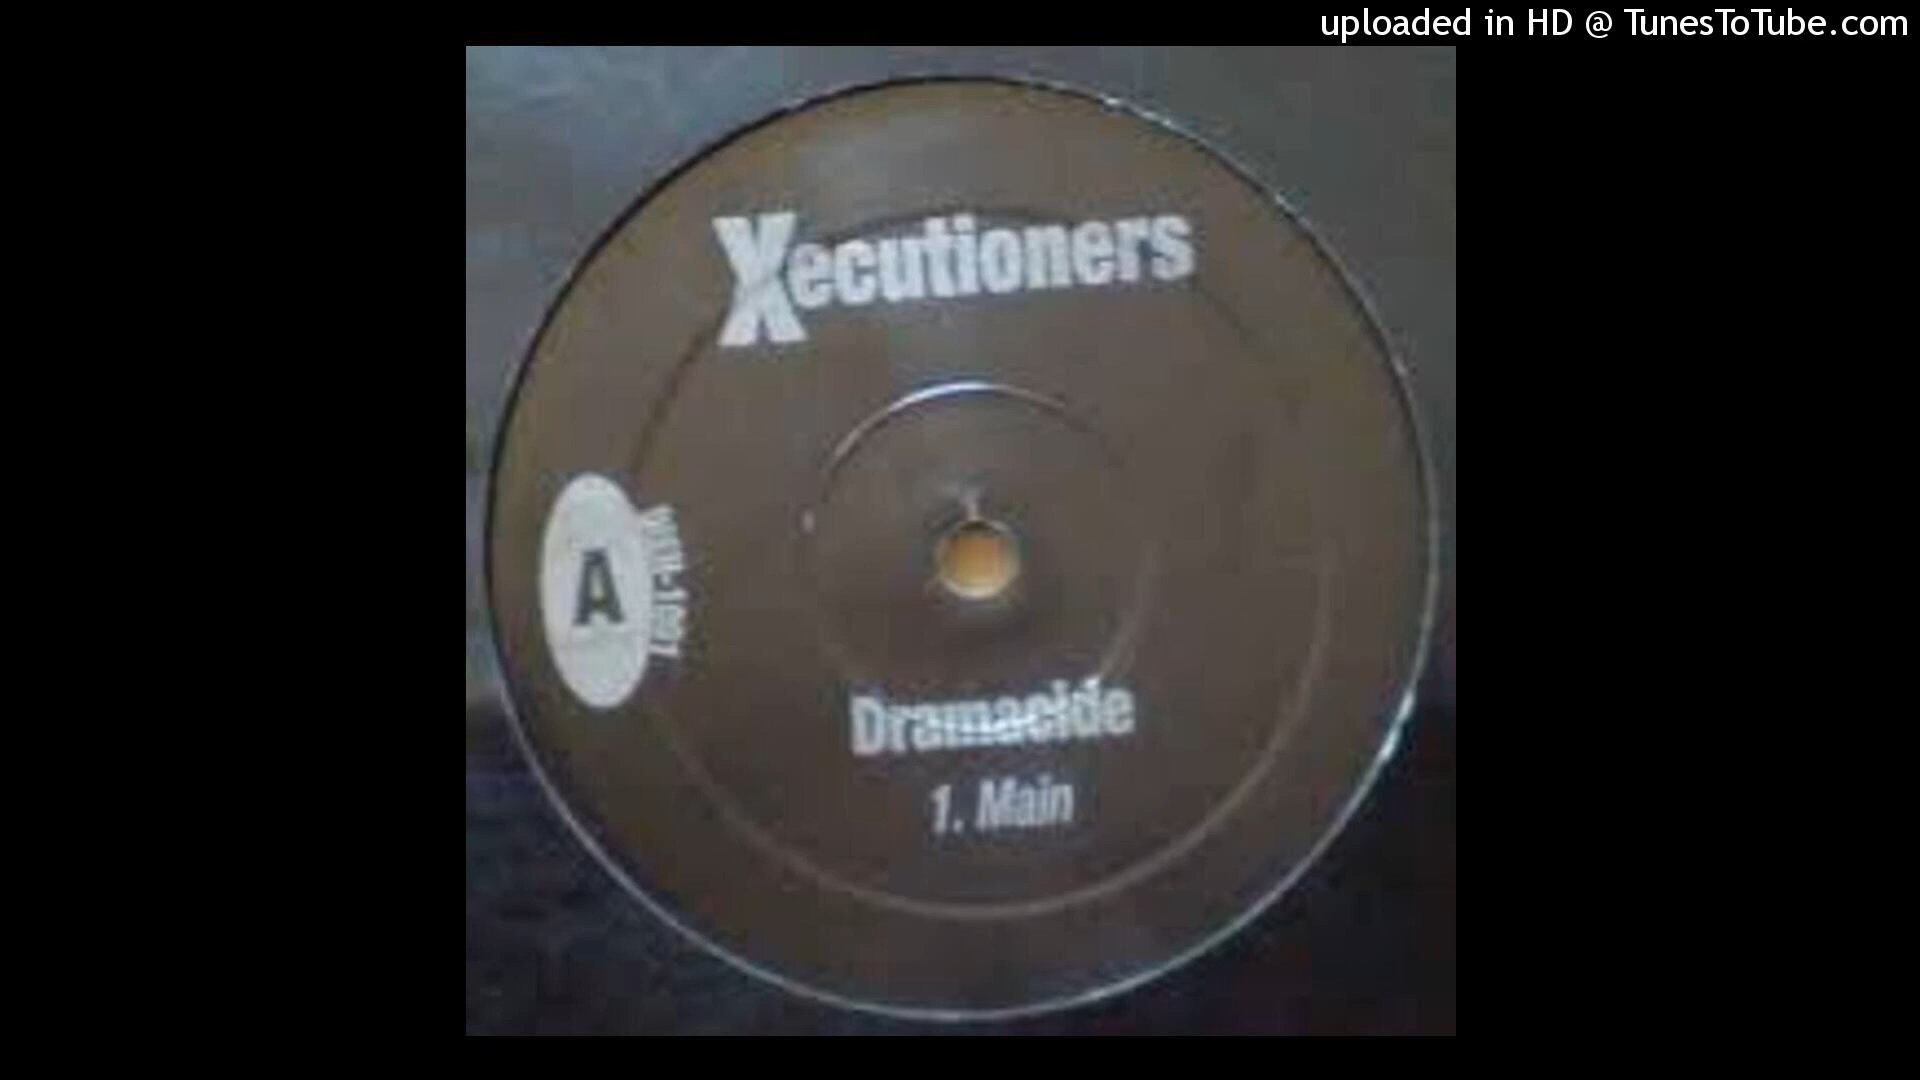 uploaded in HD @ TunesToTube.com
Xecutioners
A
Dramacide
1. Main